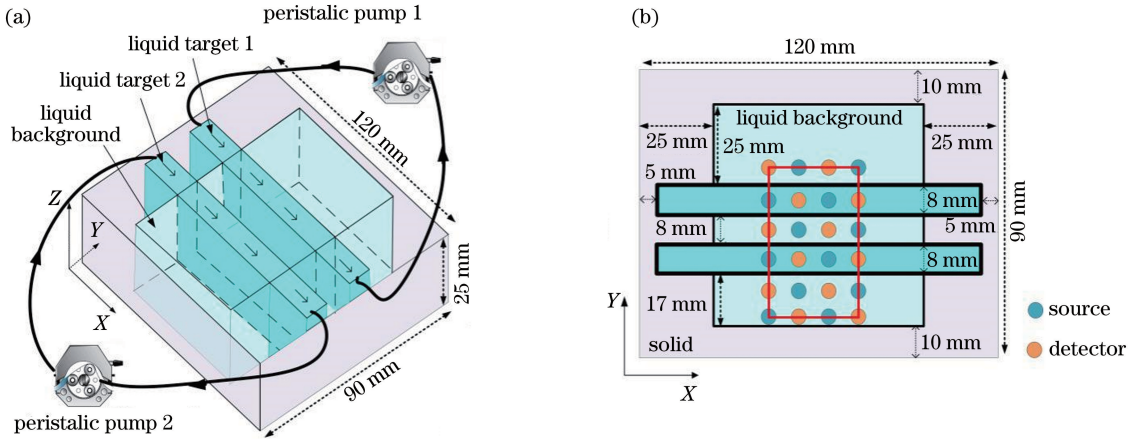 (a)
peristalic pump 1
liquid target 1
liquid target 2
liquid
background
120 mm
Z
Y
X
25 mm
90 mm
peristalic pump 2
(b)
120 mm
10 mm
liquid background
25 mm
25 mm
25 mm
5 mm
8 mm
8 mm
5 mm
90 mm
8 mm
17 mm
Y
solid
10 mm
X
source
detector